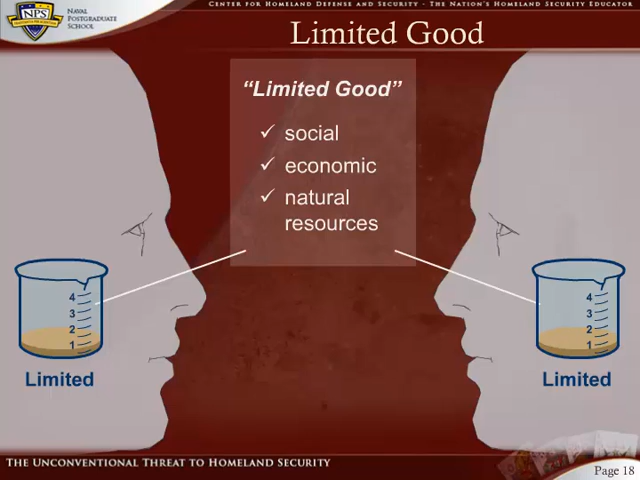 CENTER FOR HOMELAND DEFENSE AND SECURITY - THE NATION'S HOMELAND SECURITY EDUCATOR
NPS
NAVAL
POSTGRADUATE
SCHOOL
Limited Good
“Limited Good”
✓ social
✓ economic
✓ natural
resources
4
3
2
1
Limited
4
3
2
1
Limited
THE UNCONVENTIONAL THREAT TO HOMELAND SECURITY
Page 18